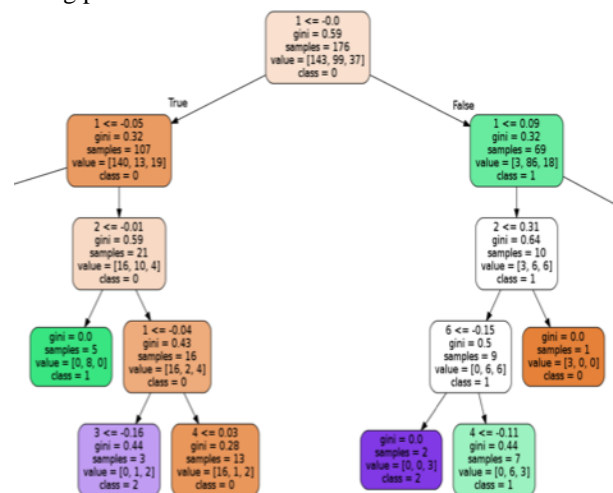 1 <= -0.0
gini = 0.59
samples = 176
value = [143, 99, 37]
class = 0
True
False
1 <= -0.05
gini = 0.32
samples = 107
value = [140, 13, 19]
class = 0
1 <= 0.09
gini = 0.32
samples = 69
value = [3, 86, 18]
class = 1
2 <= -0.01
gini = 0.59
samples = 21
value = [16, 10, 4]
class = 0
2 <= 0.31
gini = 0.64
samples = 10
value = [3, 6, 6]
class = 1
gini = 0.0
samples = 5
value = [0, 8, 0]
class = 1
1 <= -0.04
gini = 0.43
samples = 16
value = [16, 2, 4]
class = 0
6 <= -0.15
gini = 0.5
samples = 9
value = [0, 6, 6]
class = 1
gini = 0.0
samples = 1
value = [3, 0, 0]
class = 0
3 <= -0.16
gini = 0.44
samples = 3
value = [0, 1, 2]
class = 2
4 <= 0.03
gini = 0.28
samples = 13
value = [16, 1, 2]
class = 0
gini = 0.0
samples = 2
value = [0, 0, 3]
class = 2
4 <= -0.11
gini = 0.44
samples = 7
value = [0, 6, 3]
class = 1